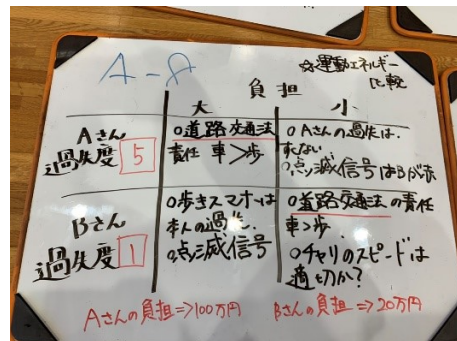 A-8
☆運動エネルギー
比較
負担
大 小
Aさん
過失度 5
○道路交通法
責任 車>歩
○Aさんの過失は、
すくない
○点滅信号はBが赤
Bさん
過失度 1
○歩きスマホは
本人の過失
○点滅信号
○道路交通法の責任
車>歩
○チャリのスピードは
適切か?
Aさんの負担⇒100万円 Bさんの負担⇒20万円